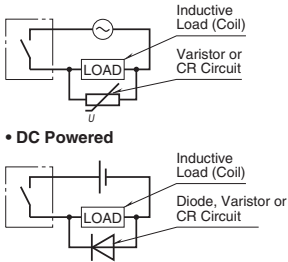 Inductive
Load (Coil)
Varistor or
CR Circuit
LOAD
U
• DC Powered
Inductive
Load (Coil)
Diode, Varistor or
CR Circuit
LOAD